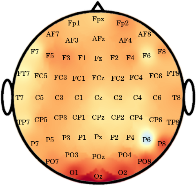 Fp1 Fpz Fp2
AF7 AF3 AFz AF4 AF8
F7 F5 F3 F1 Fz F2 F4 F6 F8
FT7 FC5 FC3 FC1 FCz FC2 FC4 FC6 FT8
T7 C5 C3 C1 Cz C2 C4 C6 T8
TP7 CP5 CP3 CP1 CPz CP2 CP4 CP6 TP8
P7 P5 P3 P1 Pz P2 P4 P6 P8
PO7 PO3 POz PO4 PO8
O1 Oz O2